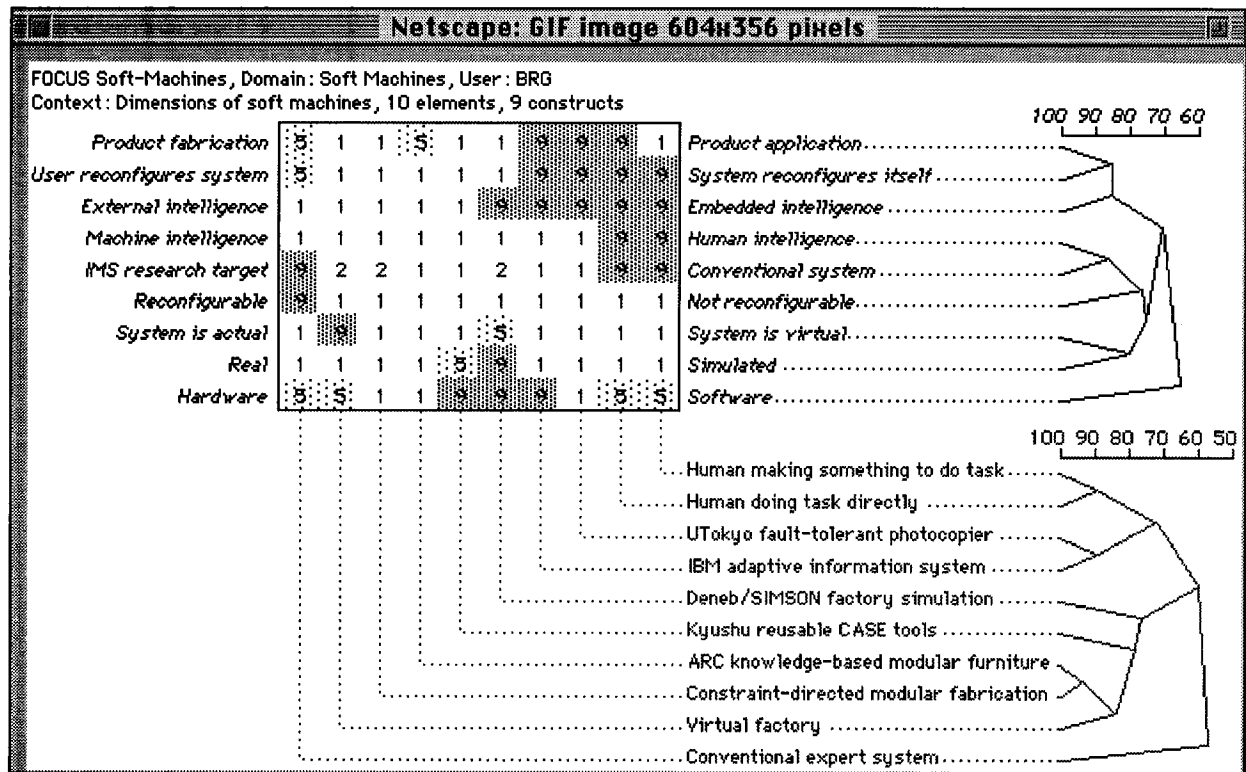 Netscape: GIF image 604×356 pixels
FOCUS Soft-Machines, Domain: Soft Machines, User: BRG
Context: Dimensions of soft machines, 10 elements, 9 constructs
100 90 80 70 60
Product fabrication 5 1 1 5 1 1 9 9 9 1 Product application
User reconfigures system 5 1 1 1 1 1 9 9 9 9 System reconfigures itself
External intelligence 1 1 1 1 1 9 9 9 9 9 Embedded intelligence
Machine intelligence 1 1 1 1 1 1 1 1 9 9 Human intelligence
IMS research target 9 2 2 1 1 2 1 1 9 9 Conventional system
Reconfigurable 9 1 1 1 1 1 1 1 1 1 Not reconfigurable
System is actual 1 9 1 1 1 5 1 1 1 1 System is virtual
Real 1 1 1 1 5 9 1 1 1 1 Simulated
Hardware 5 5 1 1 9 9 9 1 5 5 Software
100 90 80 70 60 50
Human making something to do task
Human doing task directly
UTokyo fault-tolerant photocopier
IBM adaptive information system
Deneb/SIMSON factory simulation
Kyushu reusable CASE tools
ARC knowledge-based modular furniture
Constraint-directed modular fabrication
Virtual factory
Conventional expert system